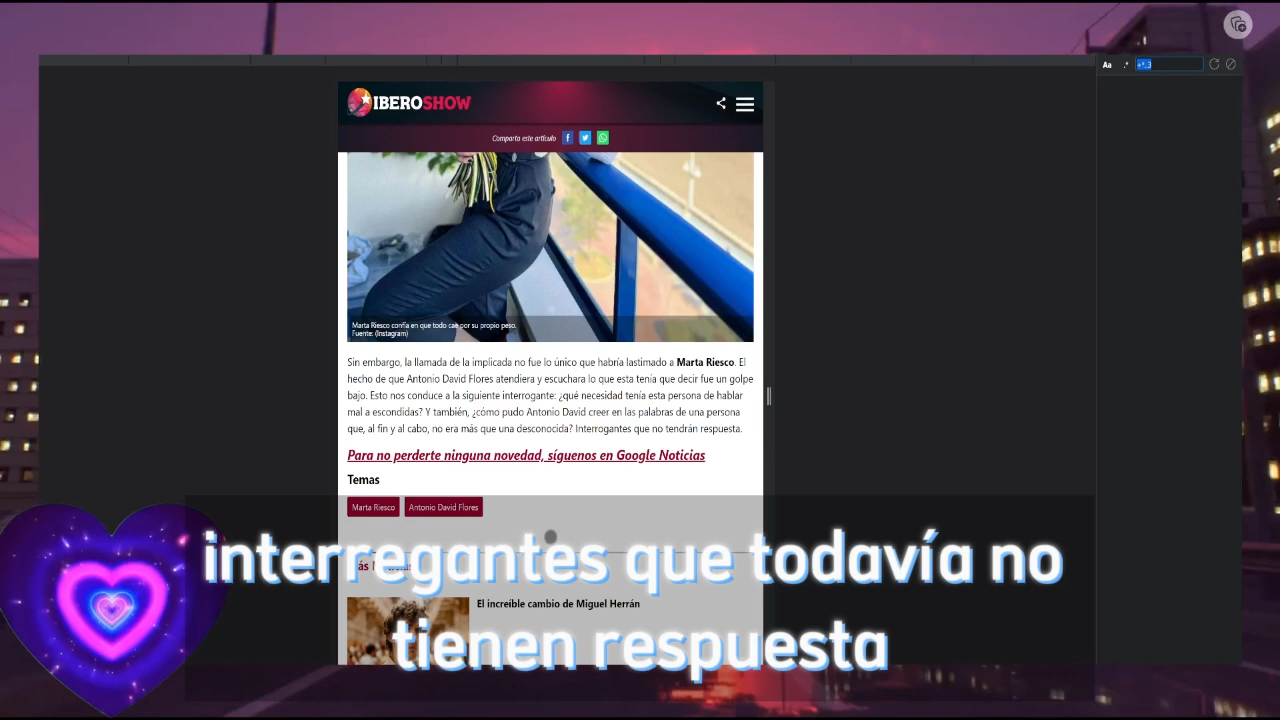 Aa .*
IBEROSHOW
Comparta este artículo
Marta Riesco confía en que todo cae por su propio peso.
Fuente: (Instagram)
Sin embargo, la llamada de la implicada no fue lo único que habría lastimado a Marta Riesco. El
hecho de que Antonio David Flores atendiera y escuchara lo que esta tenía que decir fue un golpe
bajo. Esto nos conduce a la siguiente interrogante: ¿qué necesidad tenía esta persona de hablar
mal a escondidas? Y también, ¿cómo pudo Antonio David creer en las palabras de una persona
que, al fin y al cabo, no era más que una desconocida? Interrogantes que no tendrán respuesta.
Para no perderte ninguna novedad, síguenos en Google Noticias
Temas
Marta Riesco Antonio David Flores
interregantes que todavía no
tienen respuesta
El increíble cambio de Miguel Herrán